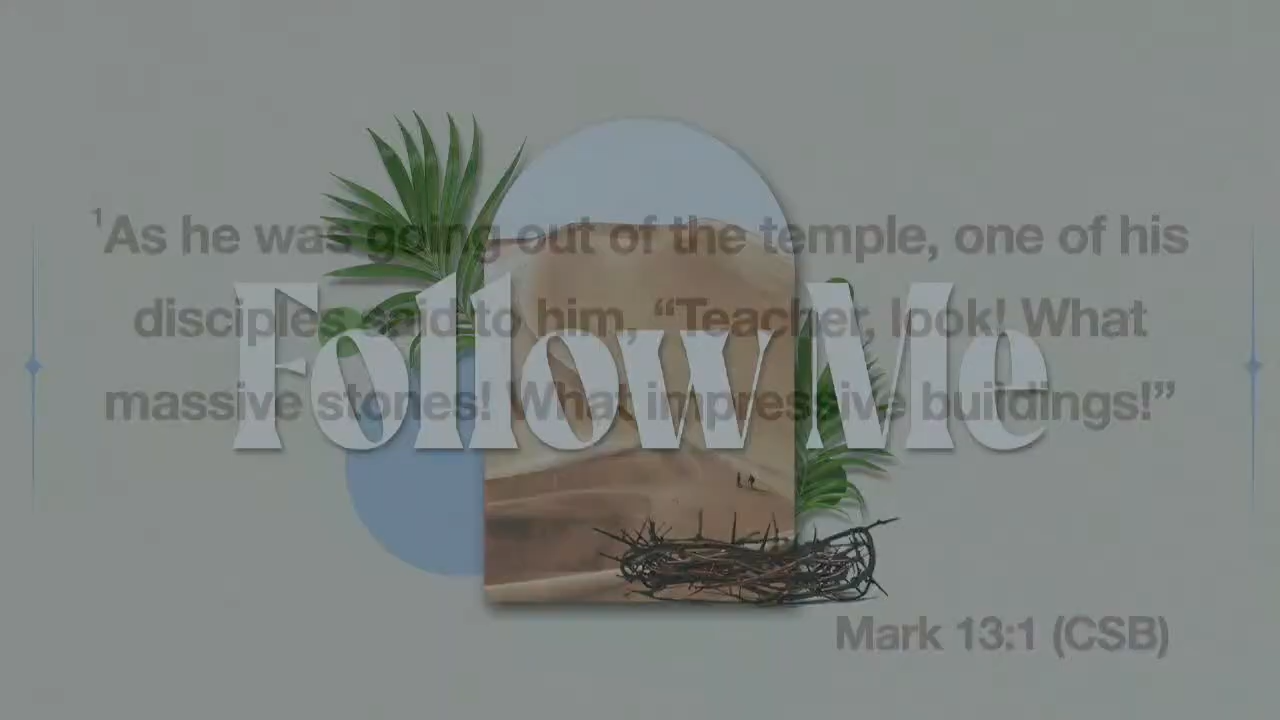 ¹As he was going out of the temple, one of his
disciples said to him, “Teacher, look! What
massive stones! What impressive buildings!”
Follow Me
Mark 13:1 (CSB)